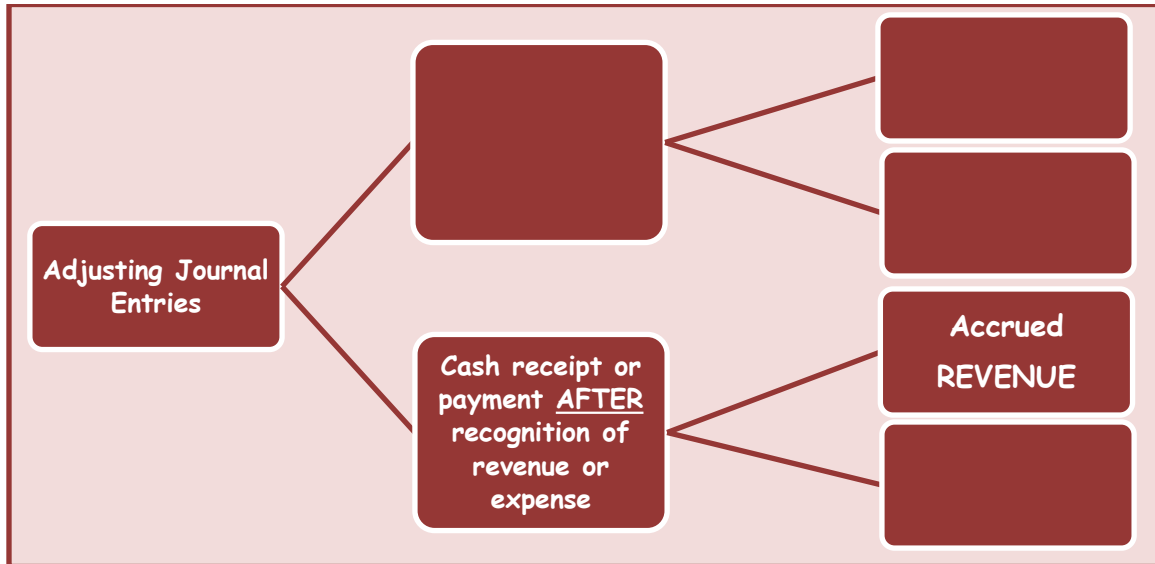 Adjusting Journal
Entries
Cash receipt or
payment AFTER
recognition of
revenue or
expense
Accrued
REVENUE